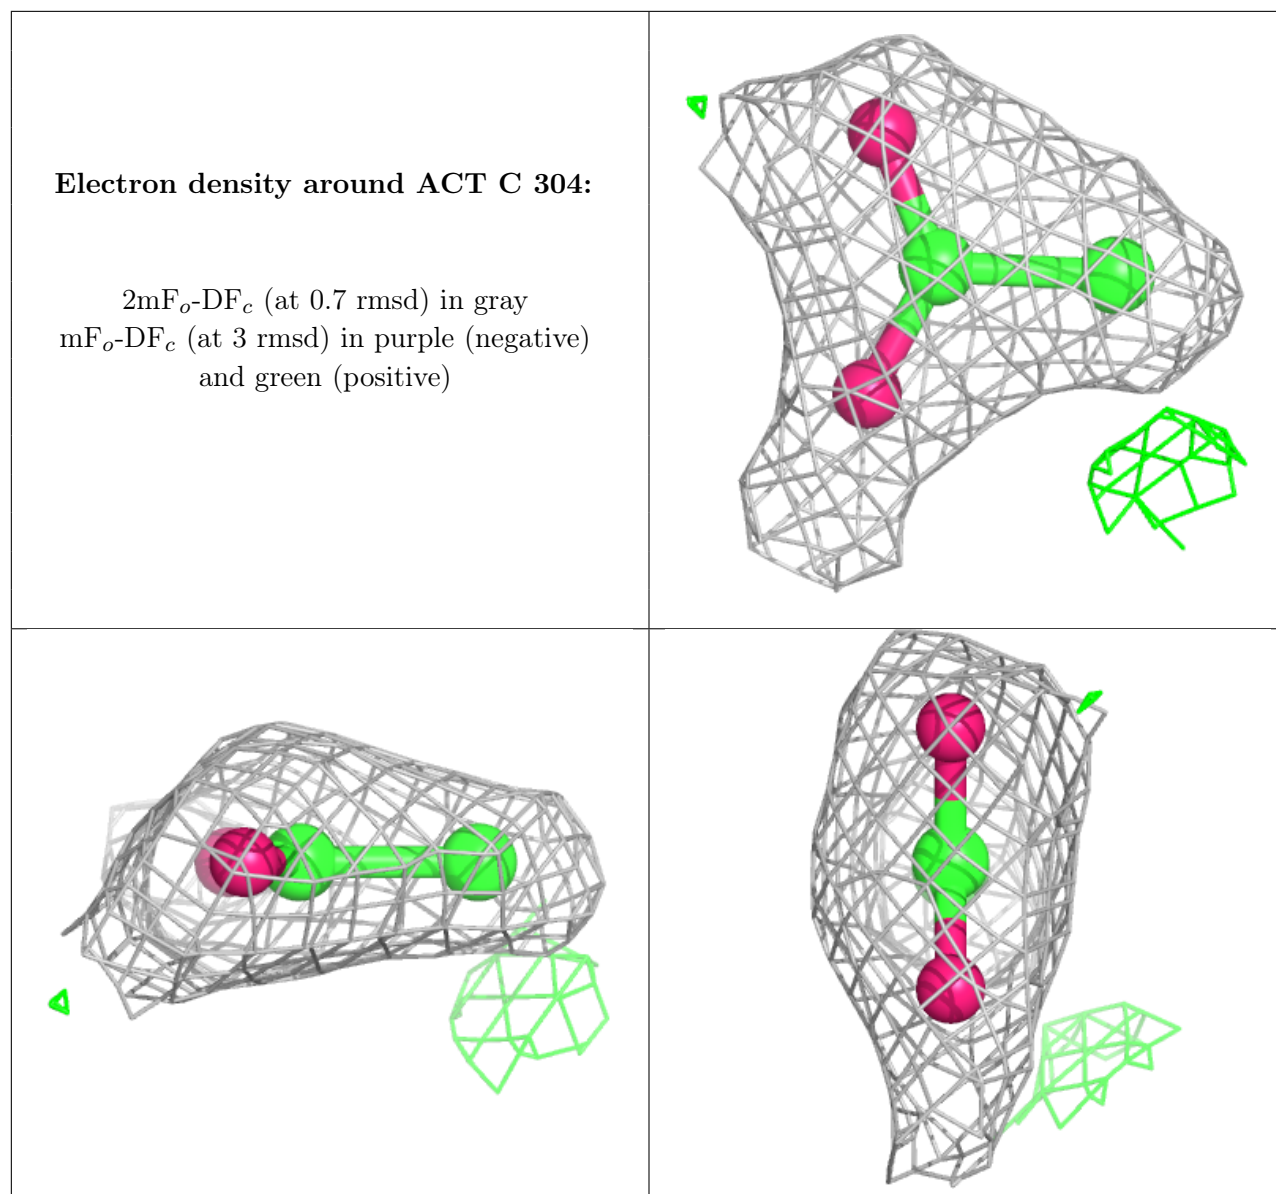 Electron density around ACT C 304:
2mFₒ-DF𝒸 (at 0.7 rmsd) in gray
mFₒ-DF𝒸 (at 3 rmsd) in purple (negative)
and green (positive)